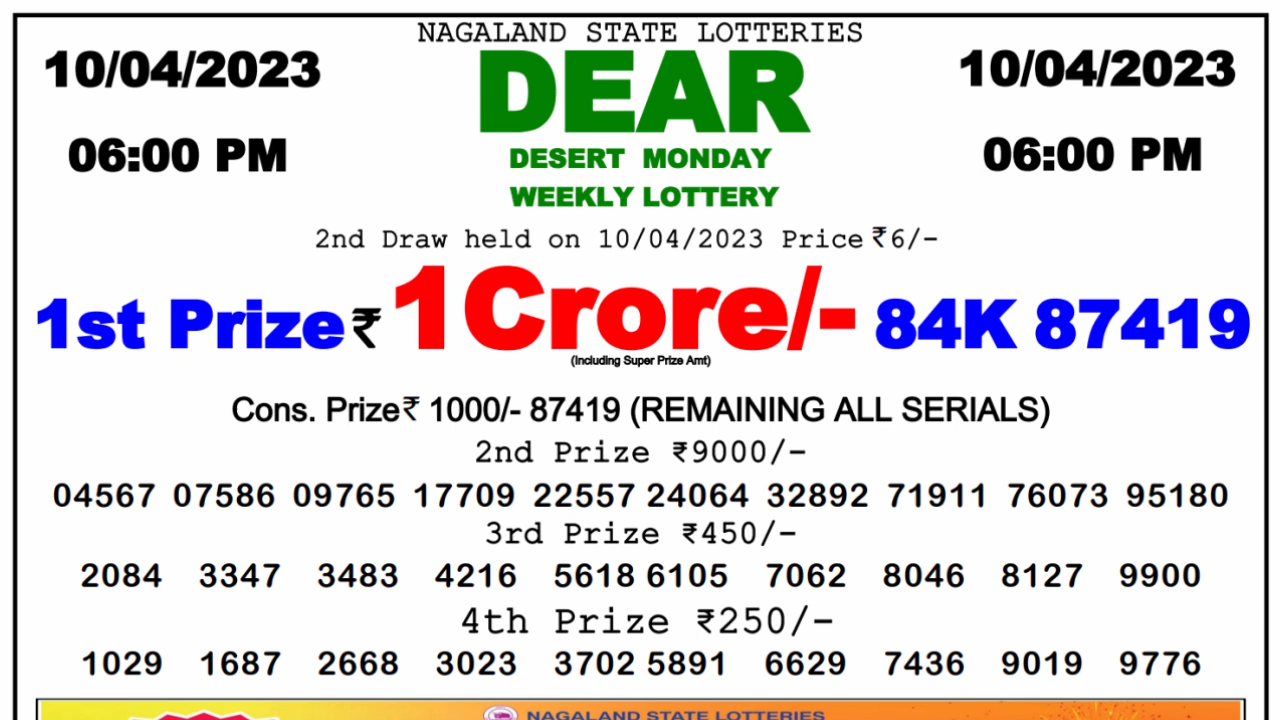 NAGALAND STATE LOTTERIES
10/04/2023 DEAR 10/04/2023
06:00 PM DESERT MONDAY 06:00 PM
WEEKLY LOTTERY
2nd Draw held on 10/04/2023 Price ₹6/-
1st Prize ₹ 1Crore/- 84K 87419
(Including Super Prize Amt)
Cons. Prize ₹ 1000/- 87419 (REMAINING ALL SERIALS)
2nd Prize ₹9000/-
04567 07586 09765 17709 22557 24064 32892 71911 76073 95180
3rd Prize ₹450/-
2084 3347 3483 4216 5618 6105 7062 8046 8127 9900
4th Prize ₹250/-
1029 1687 2668 3023 3702 5891 6629 7436 9019 9776
NAGALAND STATE LOTTERIES